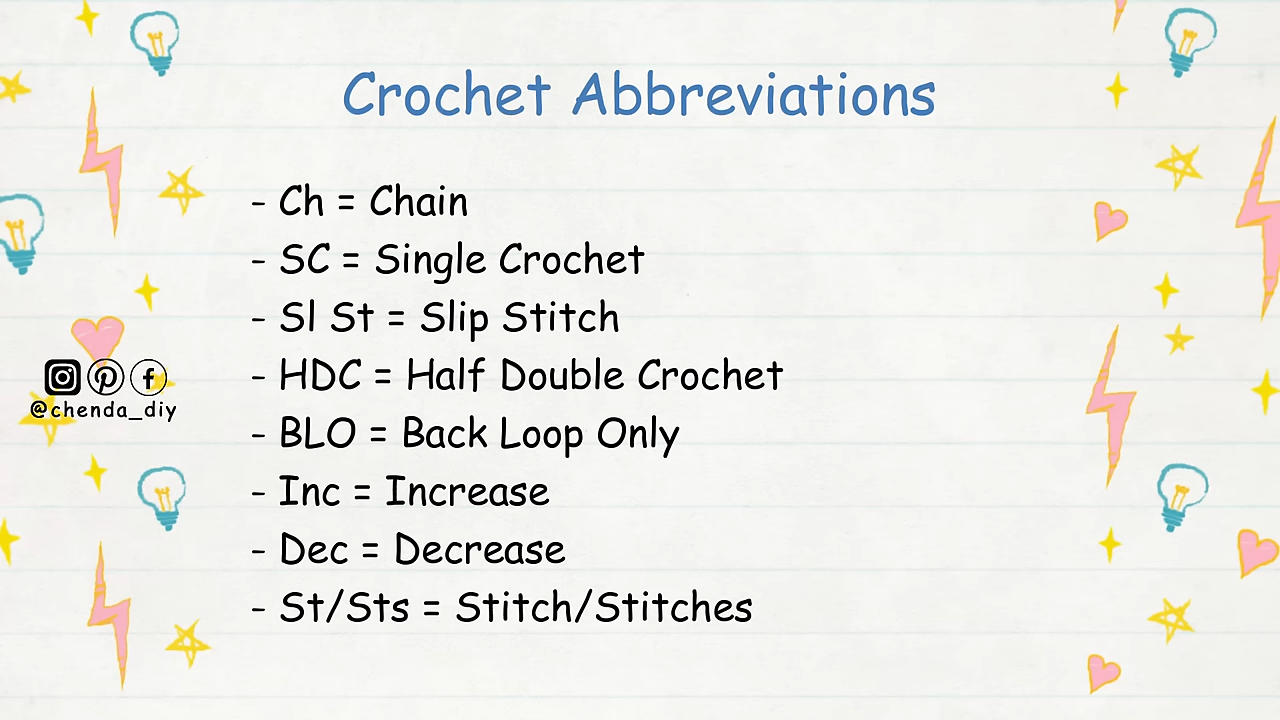 Crochet Abbreviations
- Ch = Chain
- SC = Single Crochet
- Sl St = Slip Stitch
- HDC = Half Double Crochet
- BLO = Back Loop Only
- Inc = Increase
- Dec = Decrease
- St/Sts = Stitch/Stitches
@chenda_diy